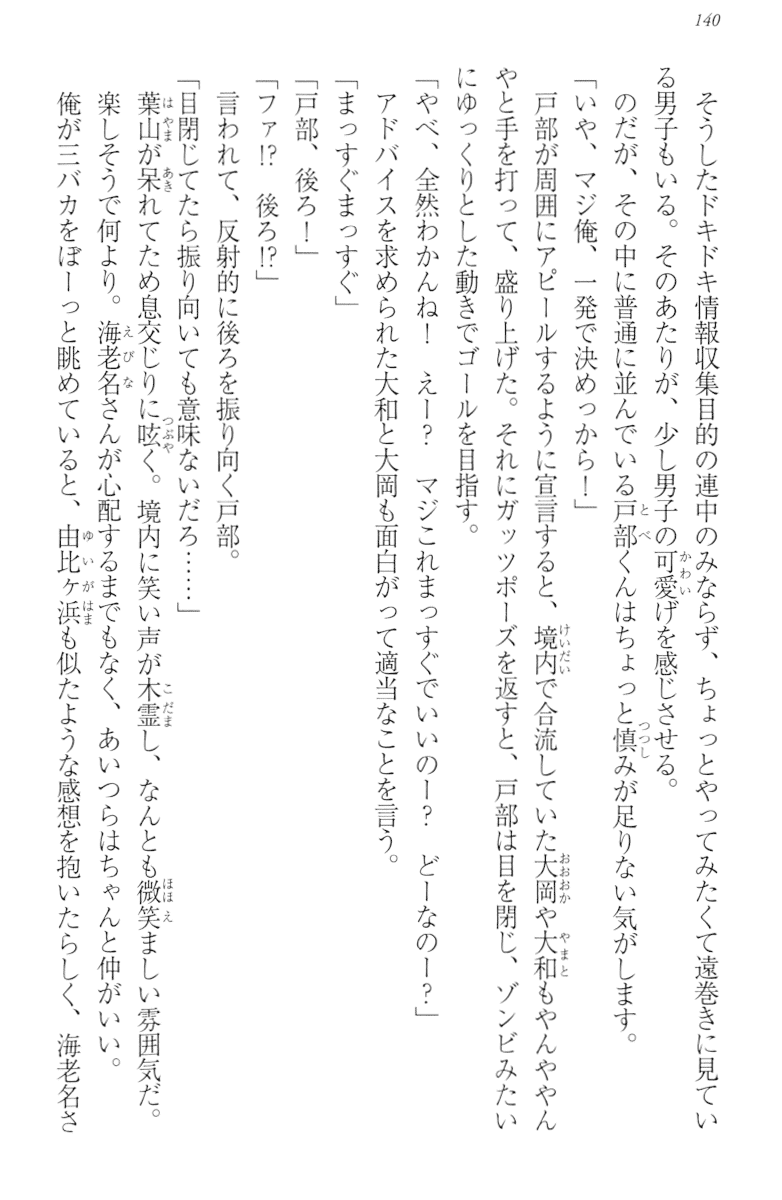 140
そうしたドキドキ情報収集目的の連中のみならず、ちょっとやってみたくて遠巻きに見てい
る男子もいる。そのあたりが、少し男子の可愛げを感じさせる。
のだが、その中に普通に並んでいる戸部くんはちょっと慎みが足りない気がします。
「いや、マジ俺、一発で決めっから！」
戸部が周囲にアピールするように宣言すると、境内で合流していた大岡や大和もやんややん
やと手を打って、盛り上げた。それにガッツポーズを返すと、戸部は目を閉じ、ゾンビみたい
にゆっくりとした動きでゴールを目指す。
「やべ、全然わかんね！　えー？　マジこれまっすぐでいいのー？　どーなのー？」
アドバイスを求められた大和と大岡も面白がって適当なことを言う。
「まっすぐまっすぐ」
「戸部、後ろ！」
「ファ!?　後ろ!?」
言われて、反射的に後ろを振り向く戸部。
「目閉じてたら振り向いても意味ないだろ……」
葉山が呆れてため息交じりに呟く。境内に笑い声が木霊し、なんとも微笑ましい雰囲気だ。
楽しそうで何より。海老名さんが心配するまでもなく、あいつらはちゃんと仲がいい。
俺が三バカをぼーっと眺めていると、由比ヶ浜も似たような感想を抱いたらしく、海老名さ